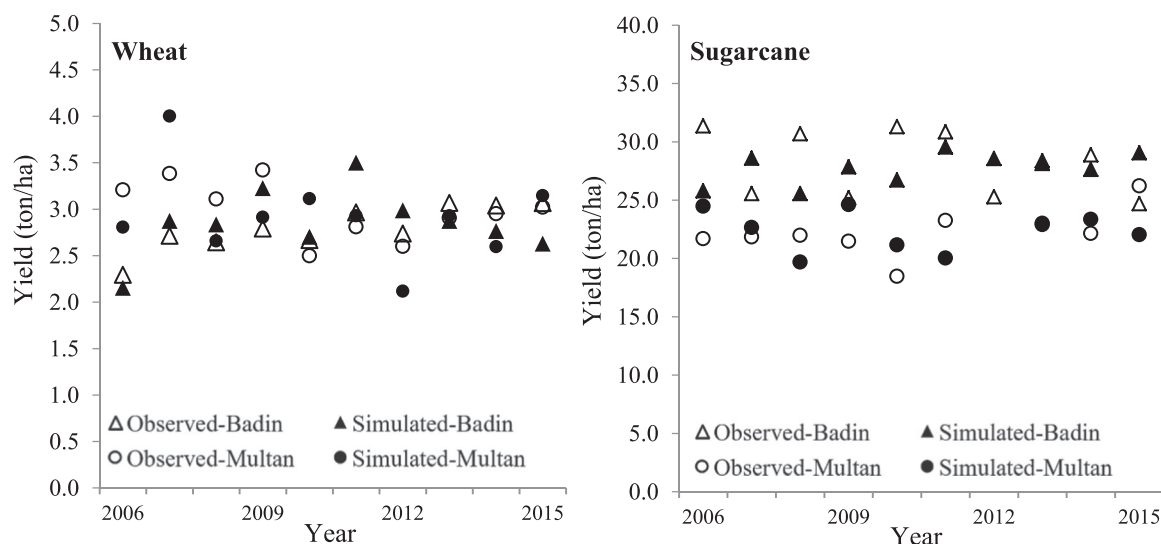 Wheat
Yield (ton/ha)
5.0
4.5
4.0
3.5
3.0
2.5
2.0
1.5
1.0
0.5
0.0
Observed-Badin Simulated-Badin
Observed-Multan Simulated-Multan
2006 2009 2012 2015
Year
Sugarcane
Yield (ton/ha)
40.0
35.0
30.0
25.0
20.0
15.0
10.0
5.0
0.0
Observed-Badin Simulated-Badin
Observed-Multan Simulated-Multan
2006 2009 2012 2015
Year